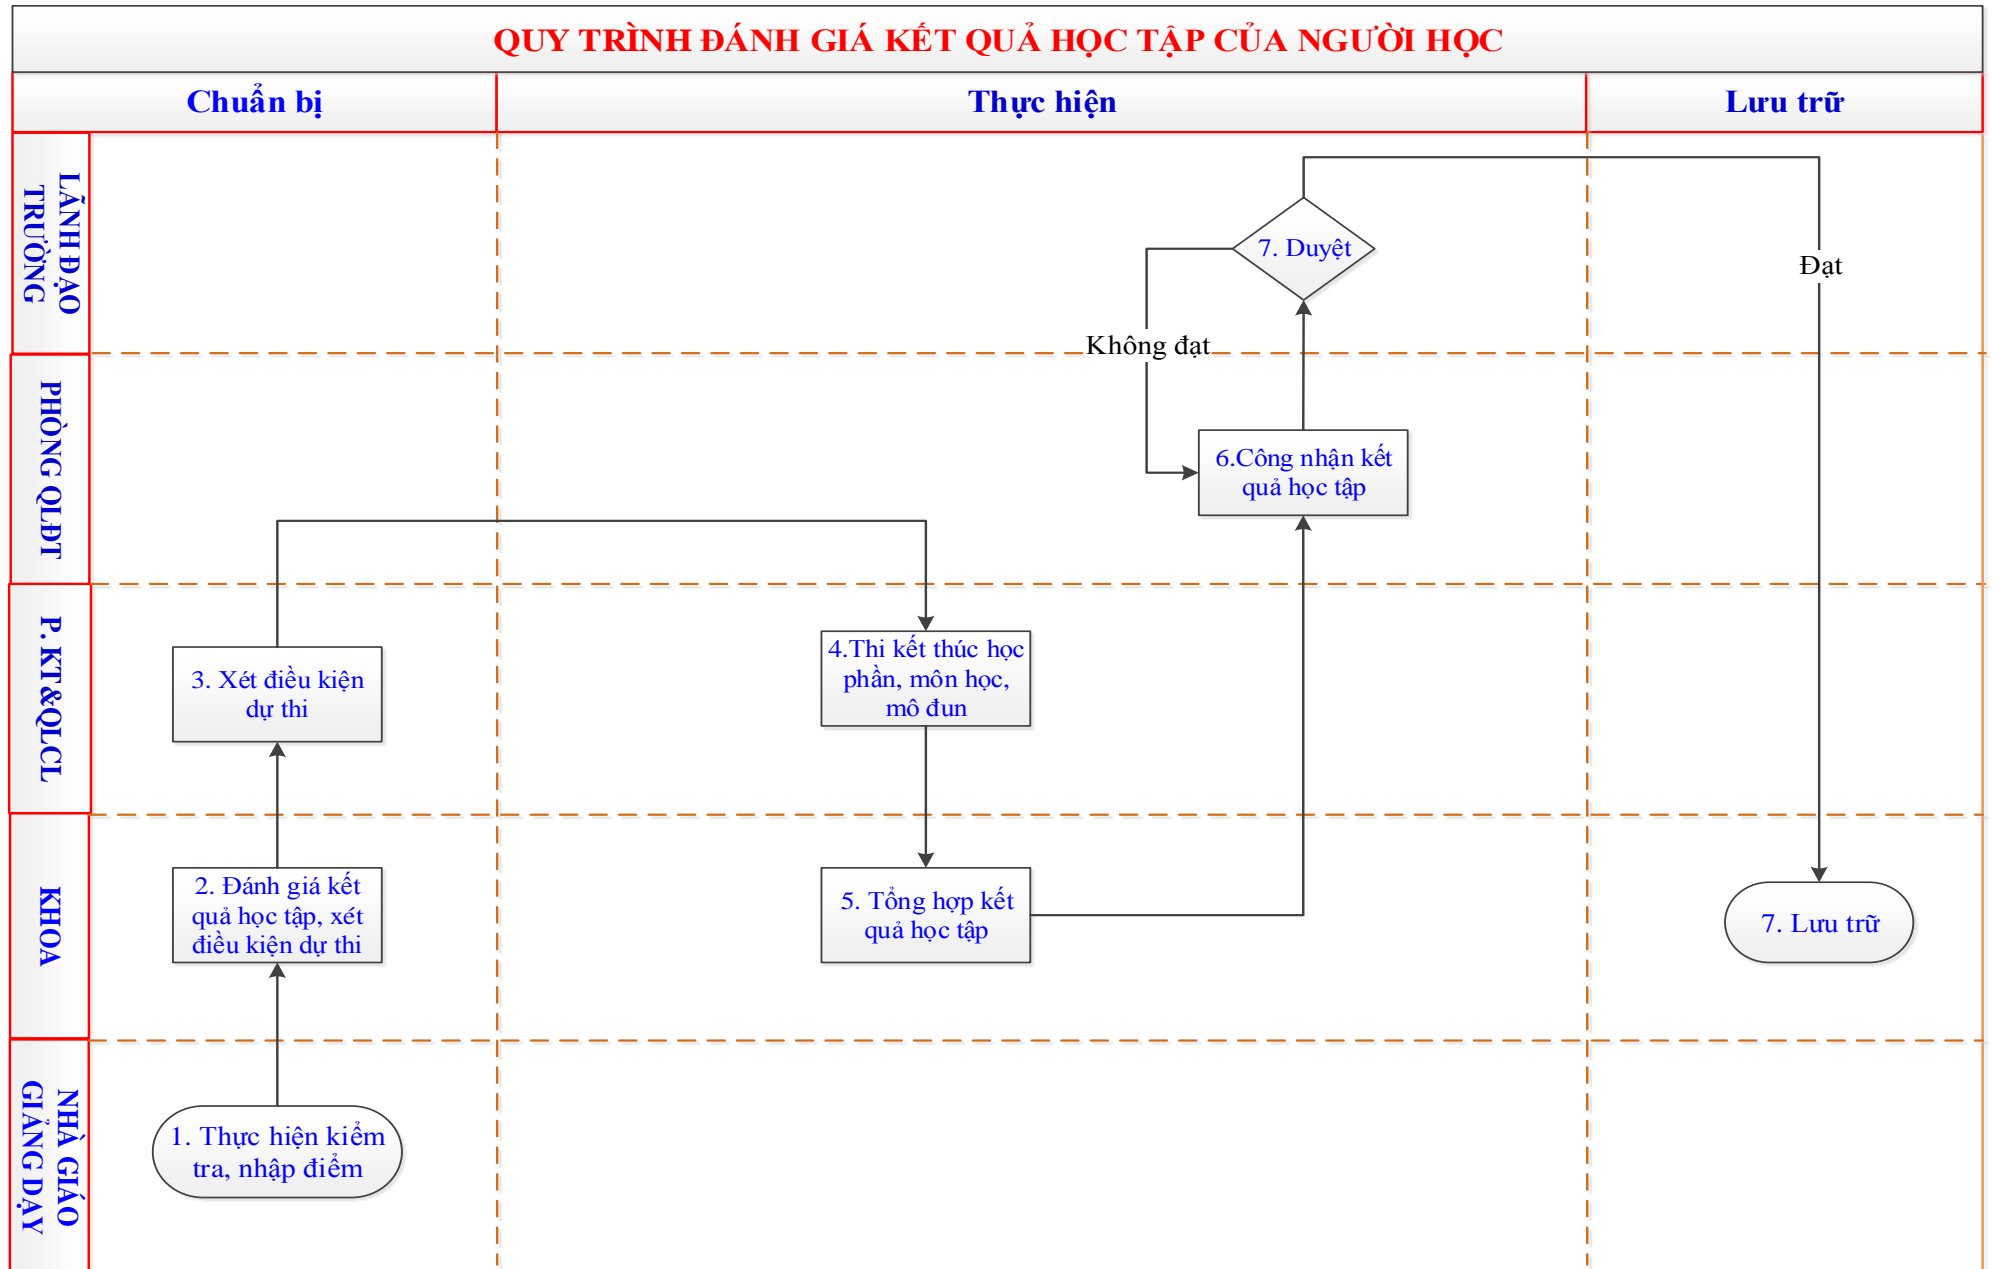 QUY TRÌNH ĐÁNH GIÁ KẾT QUẢ HỌC TẬP CỦA NGƯỜI HỌC
Chuẩn bị
Thực hiện
Lưu trữ
LÃNH ĐẠO
TRƯỜNG
7. Duyệt
Đạt
Không đạt
PHÒNG QLĐT
6.Công nhận kết
quả học tập
P. KT&QLCL
3. Xét điều kiện
dự thi
4.Thi kết thúc học
phần, môn học,
mô đun
KHOA
2. Đánh giá kết
quả học tập, xét
điều kiện dự thi
5. Tổng hợp kết
quả học tập
7. Lưu trữ
NHÀ GIÁO
GIẢNG DẠY
1. Thực hiện kiểm
tra, nhập điểm